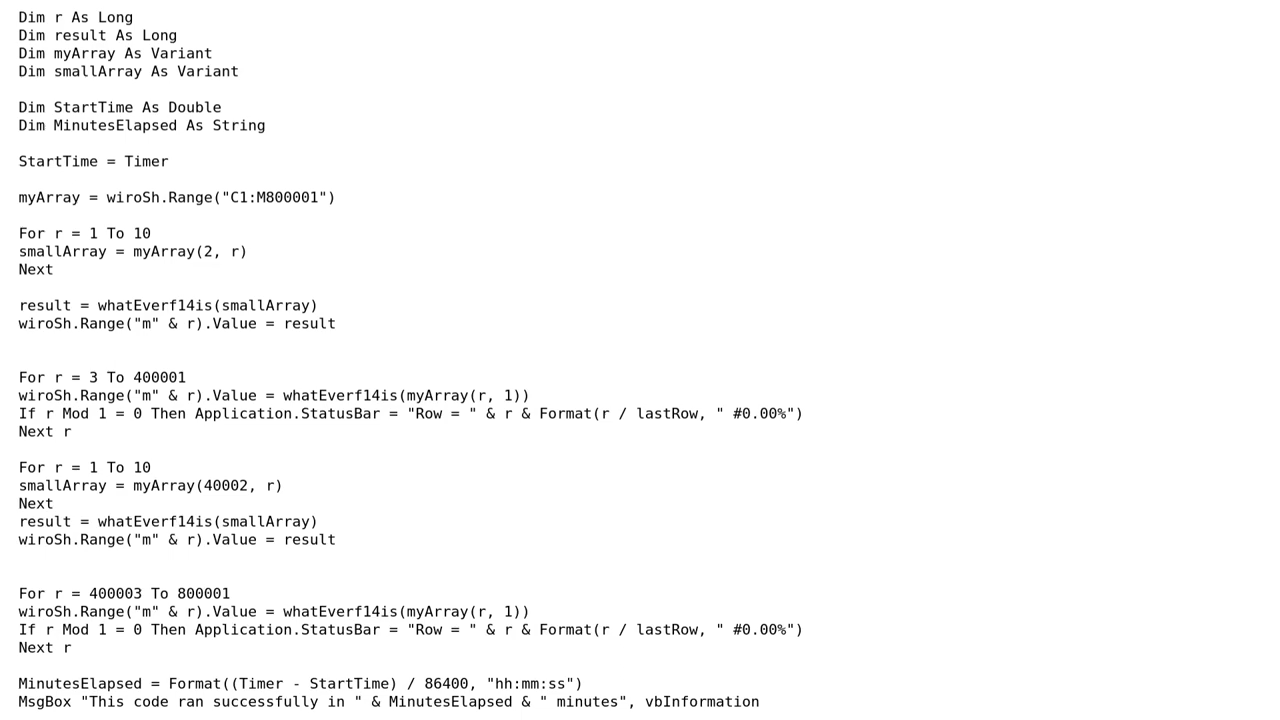 Dim r As Long
Dim result As Long
Dim myArray As Variant
Dim smallArray As Variant
Dim StartTime As Double
Dim MinutesElapsed As String
StartTime = Timer
myArray = wiroSh.Range("C1:M800001")
For r = 1 To 10
smallArray = myArray(2, r)
Next
result = whatEverf14is(smallArray)
wiroSh.Range("m" & r).Value = result
For r = 3 To 400001
wiroSh.Range("m" & r).Value = whatEverf14is(myArray(r, 1))
If r Mod 1 = 0 Then Application.StatusBar = "Row = " & r & Format(r / lastRow, " #0.00%")
Next r
For r = 1 To 10
smallArray = myArray(40002, r)
Next
result = whatEverf14is(smallArray)
wiroSh.Range("m" & r).Value = result
For r = 400003 To 800001
wiroSh.Range("m" & r).Value = whatEverf14is(myArray(r, 1))
If r Mod 1 = 0 Then Application.StatusBar = "Row = " & r & Format(r / lastRow, " #0.00%")
Next r
MinutesElapsed = Format((Timer - StartTime) / 86400, "hh:mm:ss")
MsgBox "This code ran successfully in " & MinutesElapsed & " minutes", vbInformation